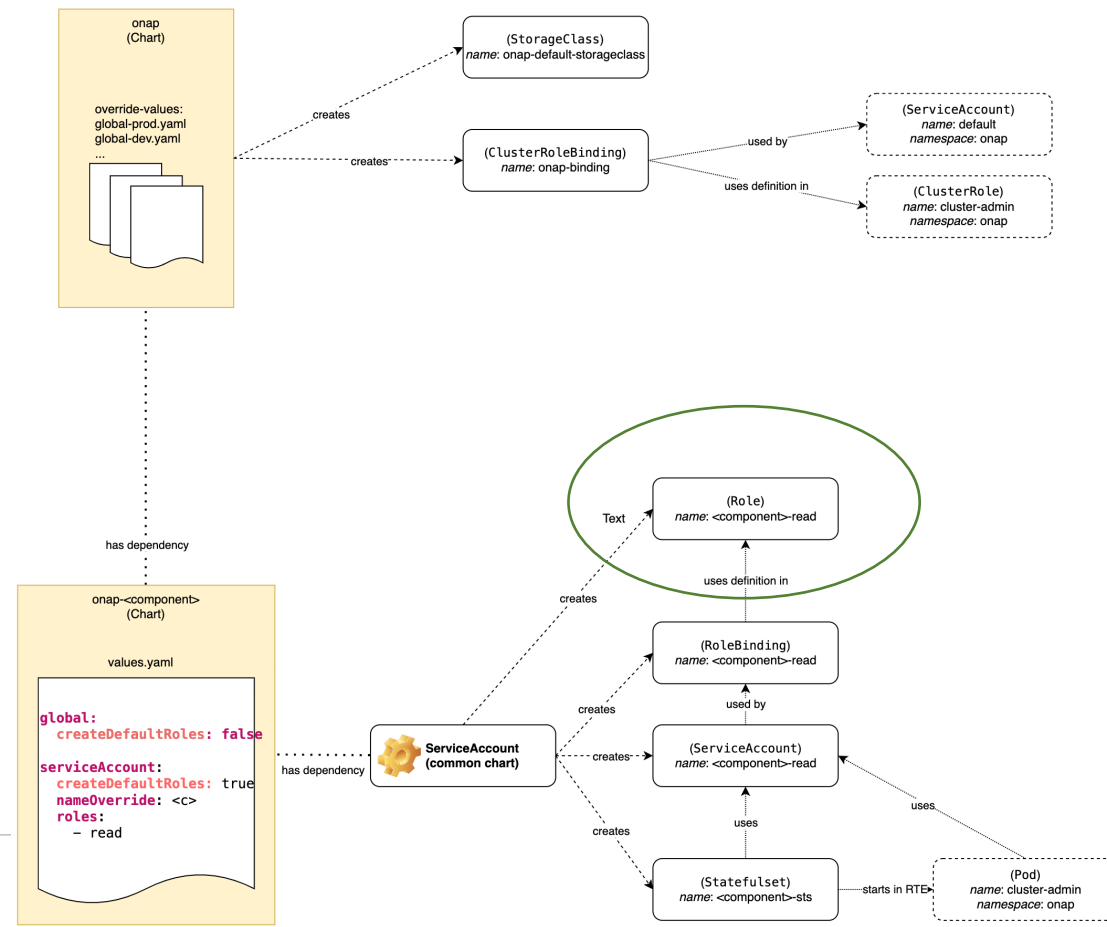 onap
(Chart)
override-values:
global-prod.yaml
global-dev.yaml
...
creates
(StorageClass)
name: onap-default-storageclass
creates
(ClusterRoleBinding)
name: onap-binding
used by
(ServiceAccount)
name: default
namespace: onap
uses definition in
(ClusterRole)
name: cluster-admin
namespace: onap
has dependency
onap-<component>
(Chart)
values.yaml
global:
createDefaultRoles: false
serviceAccount:
createDefaultRoles: true
nameOverride: <c>
roles:
- read
has dependency
ServiceAccount
(common chart)
Text
creates
(Role)
name: <component>-read
uses definition in
creates
(RoleBinding)
name: <component>-read
used by
creates
(ServiceAccount)
name: <component>-read
uses
uses
creates
(Statefulset)
name: <component>-sts
starts in RTE
(Pod)
name: cluster-admin
namespace: onap